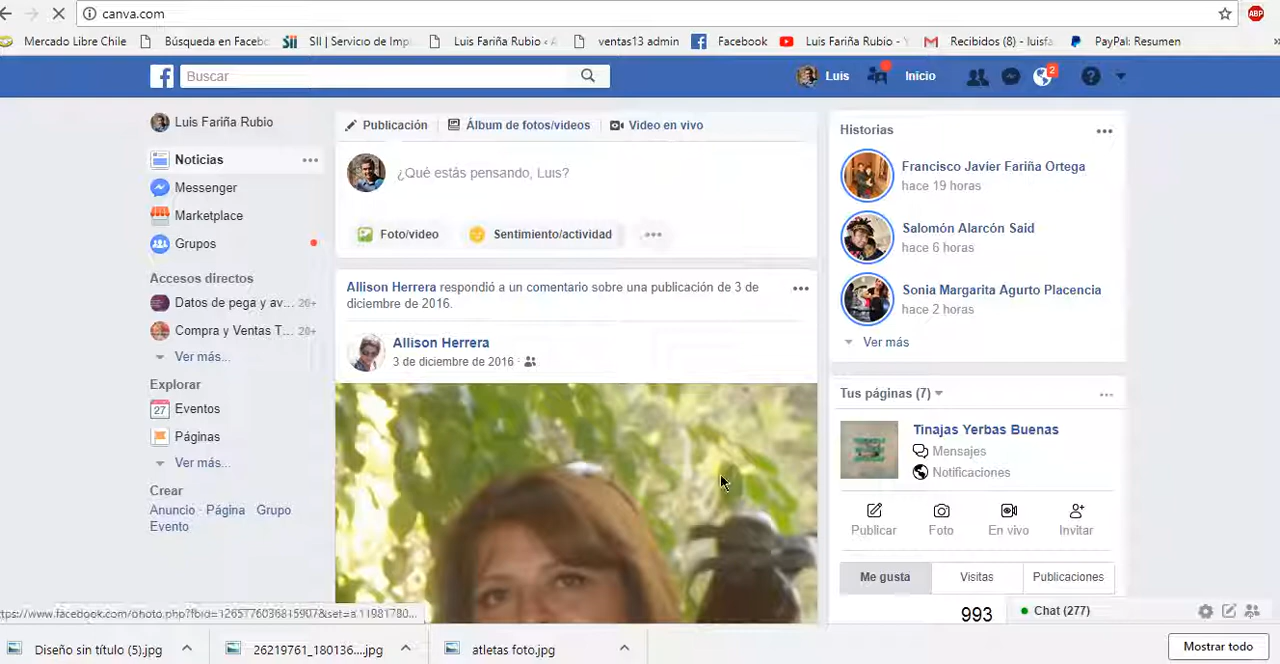 canva.com
ABP
Mercado Libre Chile
Búsqueda en Faceb
SII | Servicio de Imp
Luis Fariña Rubio ‹
ventas13 admin
Facebook
Luis Fariña Rubio - Y
Recibidos (8) - luisfa
PayPal: Resumen
Buscar
Luis
Inicio
2
Luis Fariña Rubio
Noticias
Messenger
Marketplace
Grupos
Accesos directos
Datos de pega y av... 20+
Compra y Ventas T... 20+
Ver más...
Explorar
27 Eventos
Páginas
Ver más...
Crear
Anuncio · Página Grupo
Evento
Publicación
Álbum de fotos/videos
Video en vivo
¿Qué estás pensando, Luis?
Foto/video
Sentimiento/actividad
Allison Herrera respondió a un comentario sobre una publicación de 3 de
diciembre de 2016.
Allison Herrera
3 de diciembre de 2016 ·
Historias
Francisco Javier Fariña Ortega
hace 19 horas
Salomón Alarcón Said
hace 6 horas
Sonia Margarita Agurto Placencia
hace 2 horas
Ver más
Tus páginas (7)
Tinajas Yerbas Buenas
Mensajes
Notificaciones
Publicar
Foto
En vivo
Invitar
Me gusta
Visitas
Publicaciones
993
Chat (277)
Diseño sin título (5).jpg
26219761_180136....jpg
atletas foto.jpg
Mostrar todo